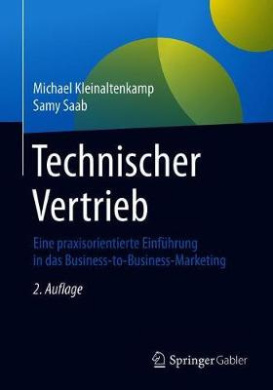 Michael Kleinaltenkamp
Samy Saab
Technischer
Vertrieb
Eine praxisorientierte Einführung
in das Business-to-Business-Marketing
2. Auflage
Springer Gabler